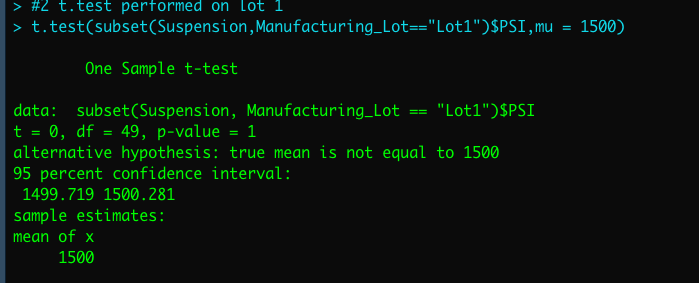 > #2 t.test performed on lot 1
> t.test(subset(Suspension,Manufacturing_Lot=="Lot1")$PSI,mu = 1500)
One Sample t-test
data:  subset(Suspension, Manufacturing_Lot == "Lot1")$PSI
t = 0, df = 49, p-value = 1
alternative hypothesis: true mean is not equal to 1500
95 percent confidence interval:
1499.719 1500.281
sample estimates:
mean of x
1500